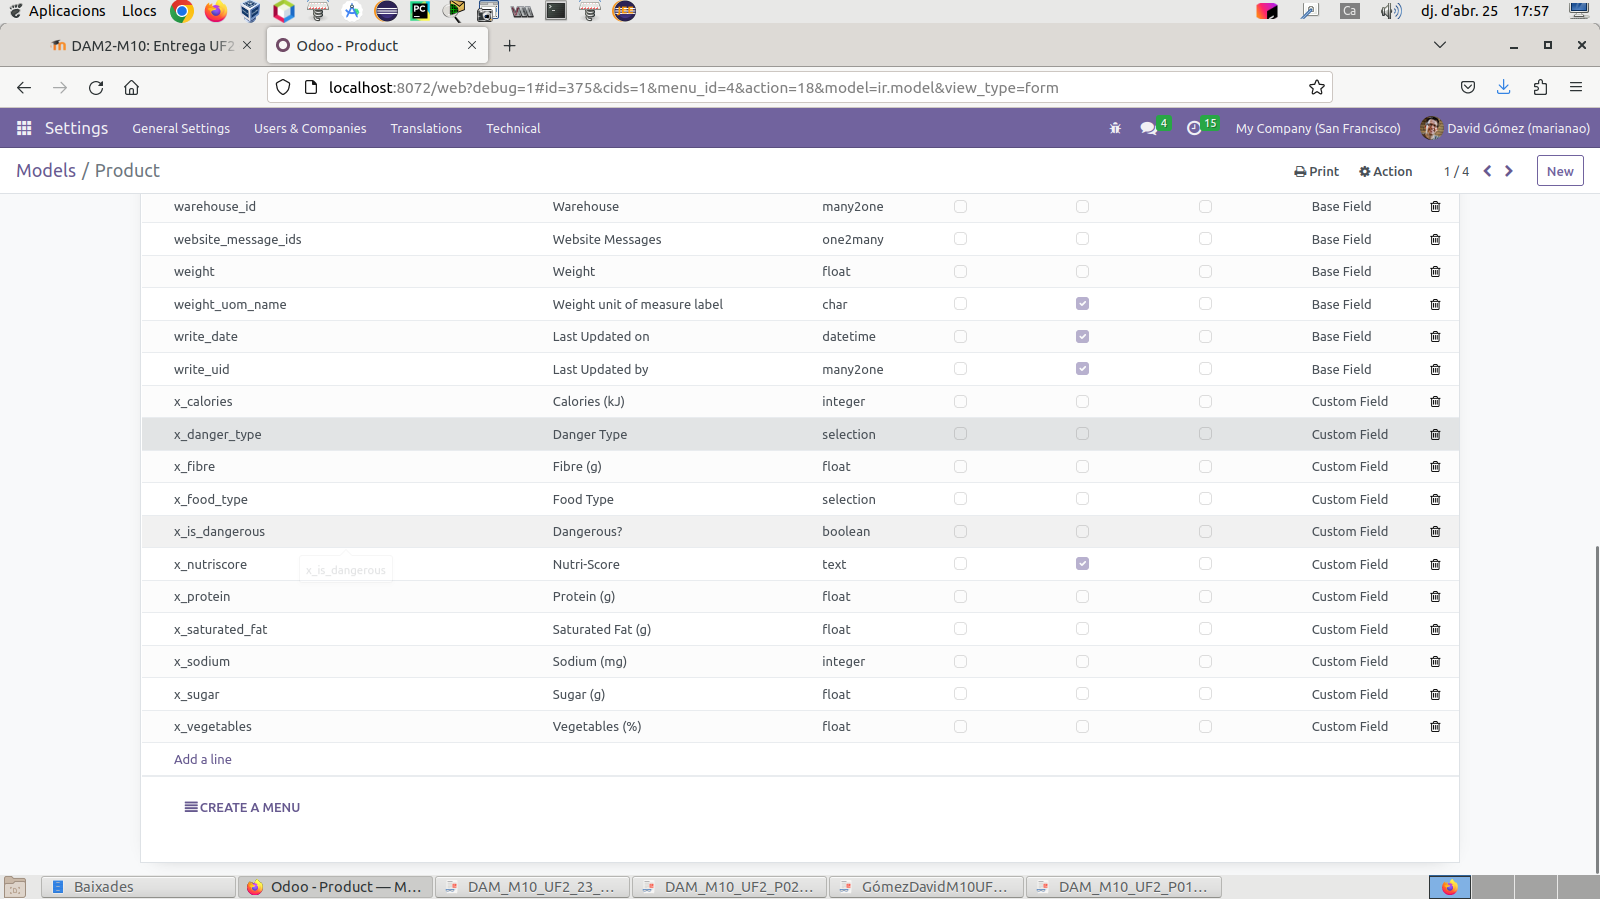 Aplicacions Llocs Ca dj. d'abr. 25 17:57
DAM2-M10: Entrega UF2 Odoo - Product
localhost:8072/web?debug=1#id=375&cids=1&menu_id=4&action=18&model=ir.model&view_type=form
Settings General Settings Users & Companies Translations Technical 4 15 My Company (San Francisco) David Gómez (marianao)
Models / Product Print Action 1 / 4 New
warehouse_id Warehouse many2one Base Field
website_message_ids Website Messages one2many Base Field
weight Weight float Base Field
weight_uom_name Weight unit of measure label char Base Field
write_date Last Updated on datetime Base Field
write_uid Last Updated by many2one Base Field
x_calories Calories (kJ) integer Custom Field
x_danger_type Danger Type selection Custom Field
x_fibre Fibre (g) float Custom Field
x_food_type Food Type selection Custom Field
x_is_dangerous Dangerous? boolean Custom Field
x_nutriscore Nutri-Score text Custom Field
x_is_dangerous
x_protein Protein (g) float Custom Field
x_saturated_fat Saturated Fat (g) float Custom Field
x_sodium Sodium (mg) integer Custom Field
x_sugar Sugar (g) float Custom Field
x_vegetables Vegetables (%) float Custom Field
Add a line
CREATE A MENU
Baixades Odoo - Product — M... DAM_M10_UF2_23_... DAM_M10_UF2_P02... GómezDavidM10UF... DAM_M10_UF2_P01...